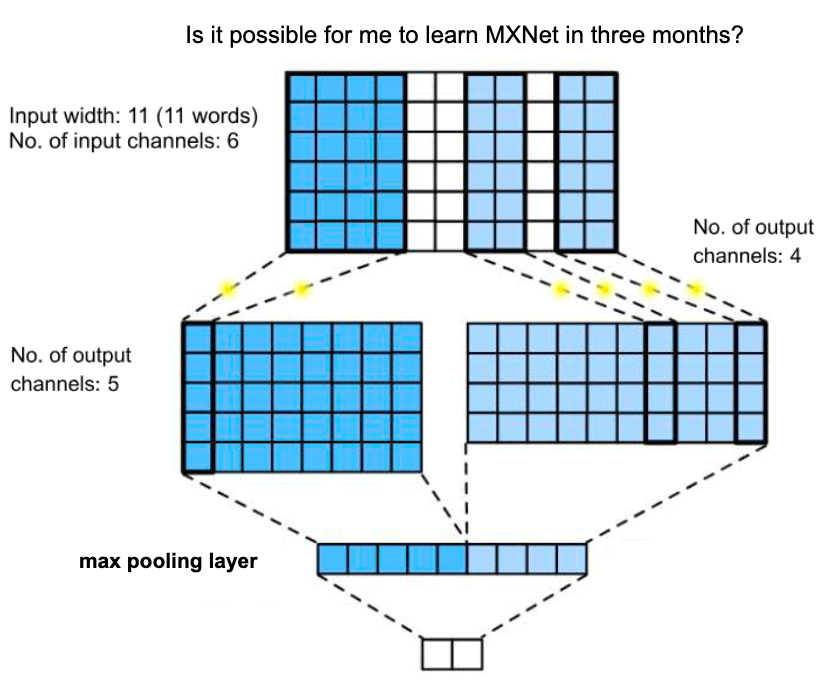 Is it possible for me to learn MXNet in three months?
Input width: 11 (11 words)
No. of input channels: 6
No. of output
channels: 4
No. of output
channels: 5
max pooling layer